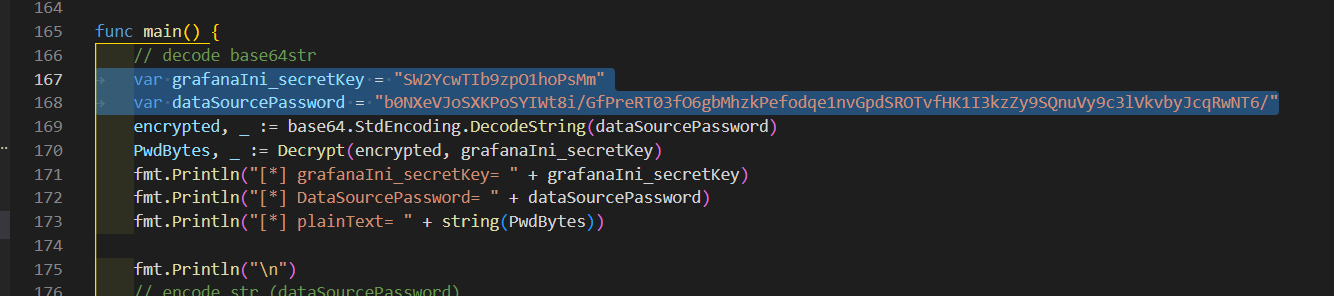 164
165 func main() {
166 // decode base64str
167 var grafanaIni_secretKey = "SW2YcwTIb9zpO1hoPsMm"
168 var dataSourcePassword = "b0NXeVJoSXKPoSYIWt8i/GfPreRT03fO6gbMhzkPefodqe1nvGpdSROTvfHK1I3kzZy9SQnuVy9c3lVkvbyJcqRwNT6/"
169 encrypted, _ := base64.StdEncoding.DecodeString(dataSourcePassword)
170 PwdBytes, _ := Decrypt(encrypted, grafanaIni_secretKey)
171 fmt.Println("[*] grafanaIni_secretKey= " + grafanaIni_secretKey)
172 fmt.Println("[*] DataSourcePassword= " + dataSourcePassword)
173 fmt.Println("[*] plainText= " + string(PwdBytes))
174
175 fmt.Println("\n")
176 // encode str (dataSourcePassword)